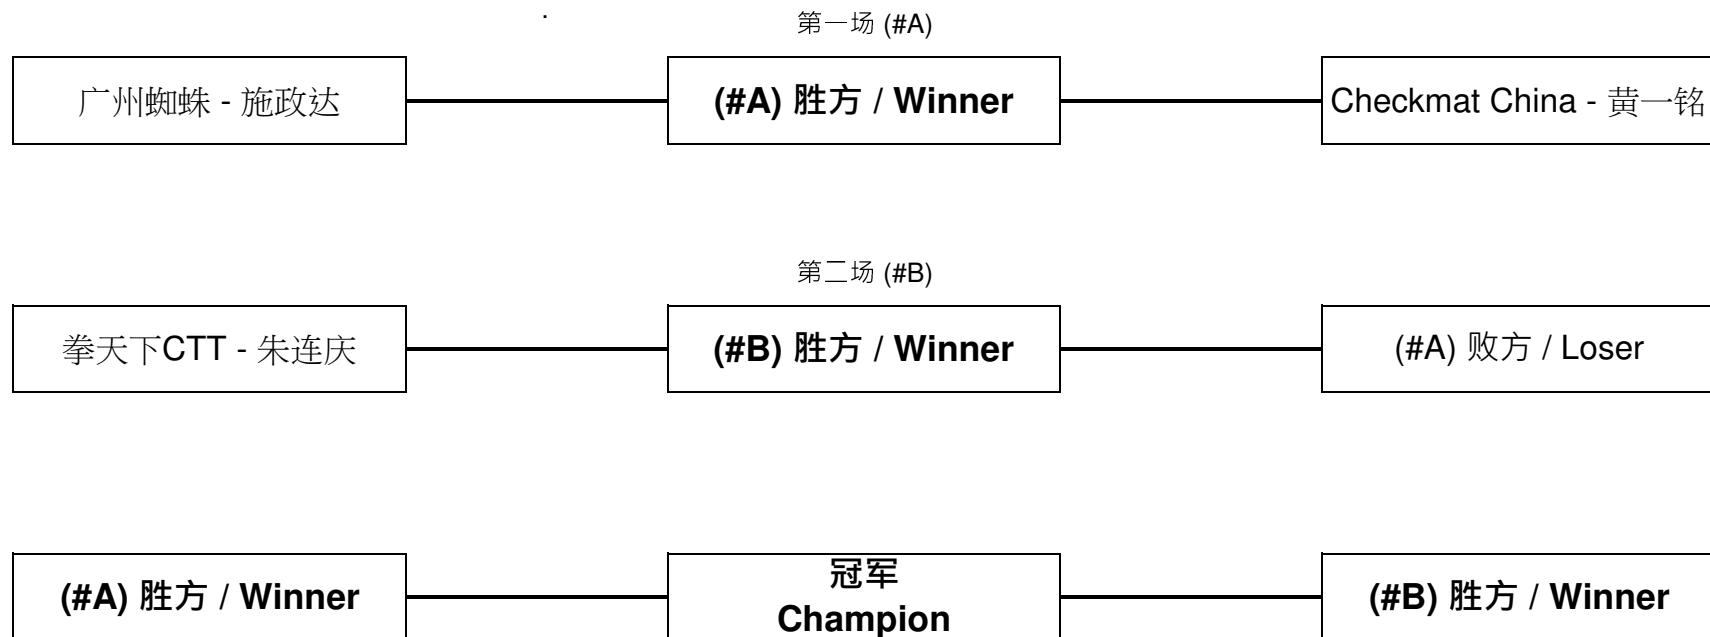 第一场 (#A)
广州蜘蛛 - 施政达
(#A) 胜方 / Winner
Checkmat China - 黄一铭
第二场 (#B)
拳天下CTT - 朱连庆
(#B) 胜方 / Winner
(#A) 败方 / Loser
(#A) 胜方 / Winner
冠军
Champion
(#B) 胜方 / Winner